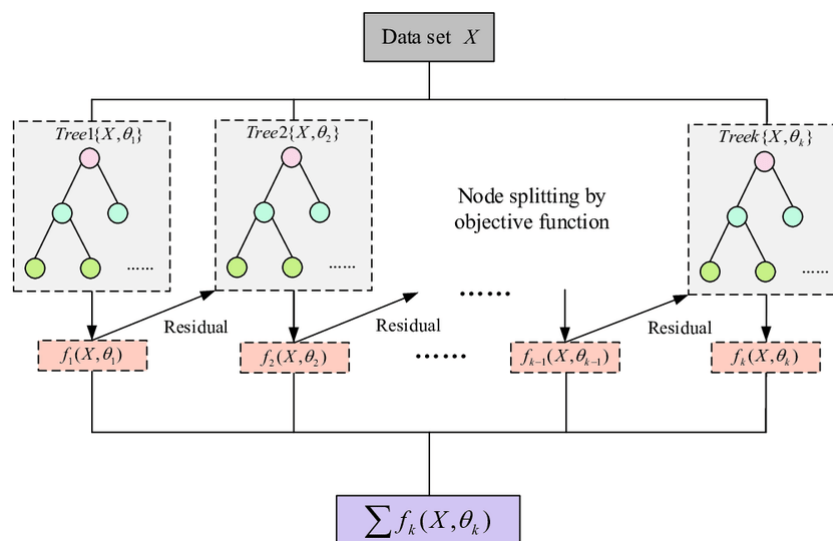 Data set X
Tree1{X,θ₁}
Tree2{X,θ₂}
Treek{X,θₖ}
Node splitting by
objective function
......
......
......
......
Residual
Residual
Residual
f₁(X,θ₁)
f₂(X,θ₂)
......
fₖ₋₁(X,θₖ₋₁)
fₖ(X,θₖ)
∑fₖ(X,θₖ)